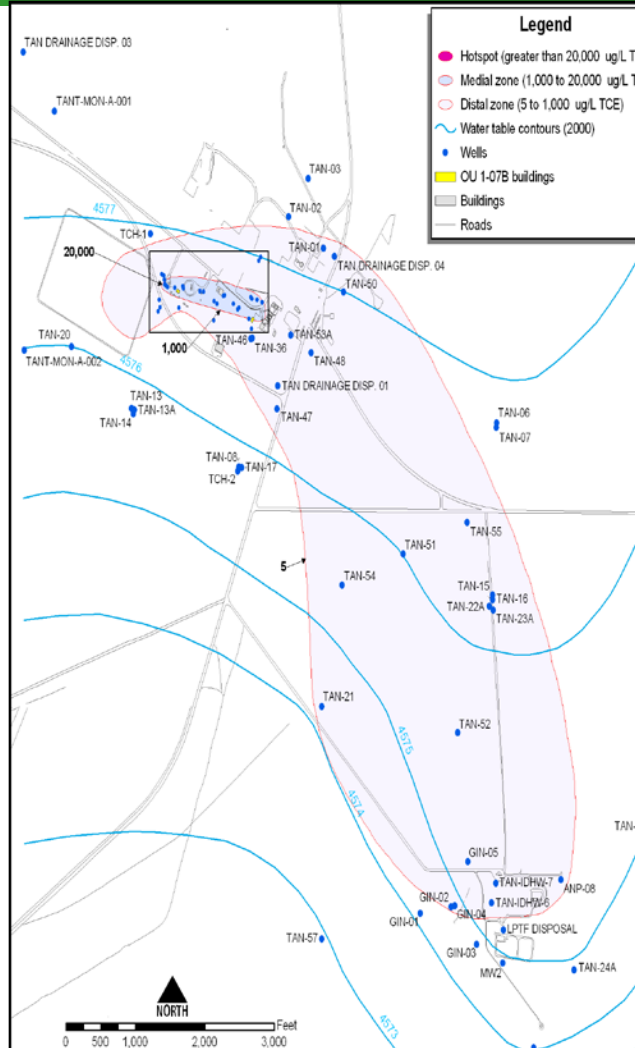 Legend
Hotspot (greater than 20,000 ug/L T
Medial zone (1,000 to 20,000 ug/L T
Distal zone (5 to 1,000 ug/L TCE)
Water table contours (2000)
Wells
OU 1-07B buildings
Buildings
Roads
TAN DRAINAGE DISP. 03
TANT-MON-A-001
TAN-03
TAN-02
4577
TCH-1
TAN-01
TAN DRAINAGE DISP. 04
20,000
TAN-50
TAN-53A
TAN-46
TAN-36
TAN-20
1,000
TAN-48
TANT-MON-A-002
4576
TAN DRAINAGE DISP. 01
TAN-13
TAN-13A
TAN-14
TAN-47
TAN-06
TAN-07
TAN-08
TAN-17
TCH-2
TAN-55
TAN-51
5
TAN-54
TAN-15
TAN-16
TAN-22A
TAN-23A
TAN-21
TAN-52
4575
4574
TAN-
GIN-05
TAN-IDHW-7
ANP-08
GIN-02
TAN-IDHW-6
GIN-04
GIN-01
LPTF DISPOSAL
TAN-57
GIN-03
MW2
TAN-24A
NORTH
4573
Feet
0 500 1,000 2,000 3,000